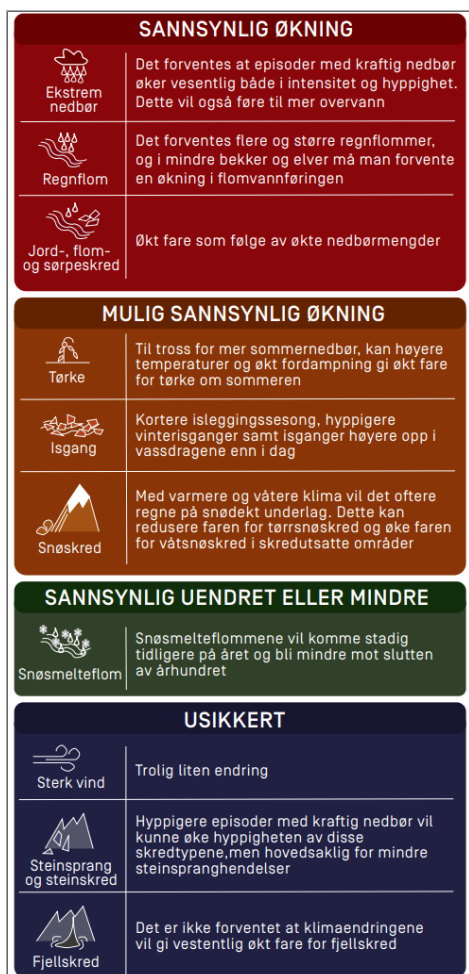 SANNSYNLIG ØKNING
Ekstrem
nedbør
Det forventes at episoder med kraftig nedbør
øker vesentlig både i intensitet og hyppighet.
Dette vil også føre til mer overvann
Regnflom
Det forventes flere og større regnflommer,
og i mindre bekker og elver må man forvente
en økning i flomvannføringen
Jord-, flom-
og sørpeskred
Økt fare som følge av økte nedbørmengder
MULIG SANNSYNLIG ØKNING
Tørke
Til tross for mer sommernedbør, kan høyere
temperaturer og økt fordampning gi økt fare
for tørke om sommeren
Isgang
Kortere isleggingssesong, hyppigere
vinterisganger samt isganger høyere opp i
vassdragene enn i dag
Snøskred
Med varmere og våtere klima vil det oftere
regne på snødekt underlag. Dette kan
redusere faren for tørrsnøskred og øke faren
for våtsnøskred i skredutsatte områder
SANNSYNLIG UENDRET ELLER MINDRE
Snøsmelteflom
Snøsmelteflommene vil komme stadig
tidligere på året og bli mindre mot slutten
av århundret
USIKKERT
Sterk vind
Trolig liten endring
Steinsprang
og steinskred
Hyppigere episoder med kraftig nedbør vil
kunne øke hyppigheten av disse
skredtypene,men hovedsaklig for mindre
steinspranghendelser
Fjellskred
Det er ikke forventet at klimaendringene
vil gi vestentlig økt fare for fjellskred